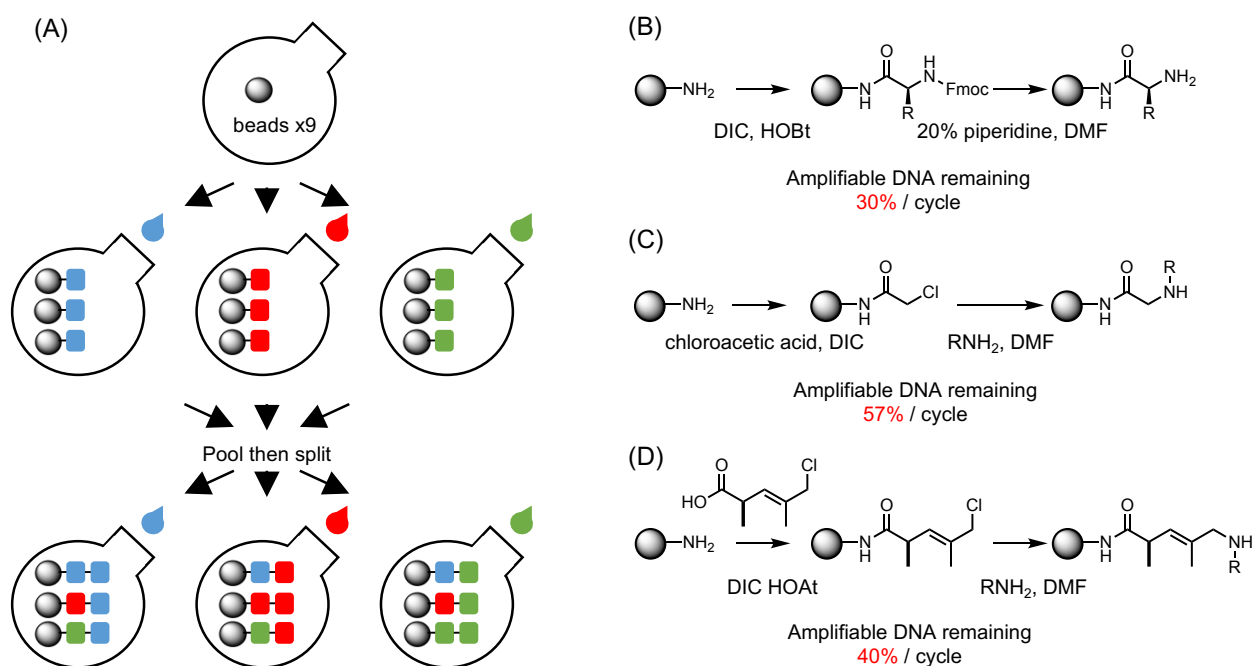 (A)
beads x9
Pool then split
(B)
NH2
O
H
N
N
H
Fmoc
R
O
NH2
N
H
R
DIC, HOBt
20% piperidine, DMF
Amplifiable DNA remaining
30% / cycle
(C)
NH2
O
Cl
N
H
O
R
NH
N
H
chloroacetic acid, DIC
RNH2, DMF
Amplifiable DNA remaining
57% / cycle
(D)
Cl
O
HO
NH2
O
Cl
N
H
O
NH
R
N
H
DIC HOAt
RNH2, DMF
Amplifiable DNA remaining
40% / cycle